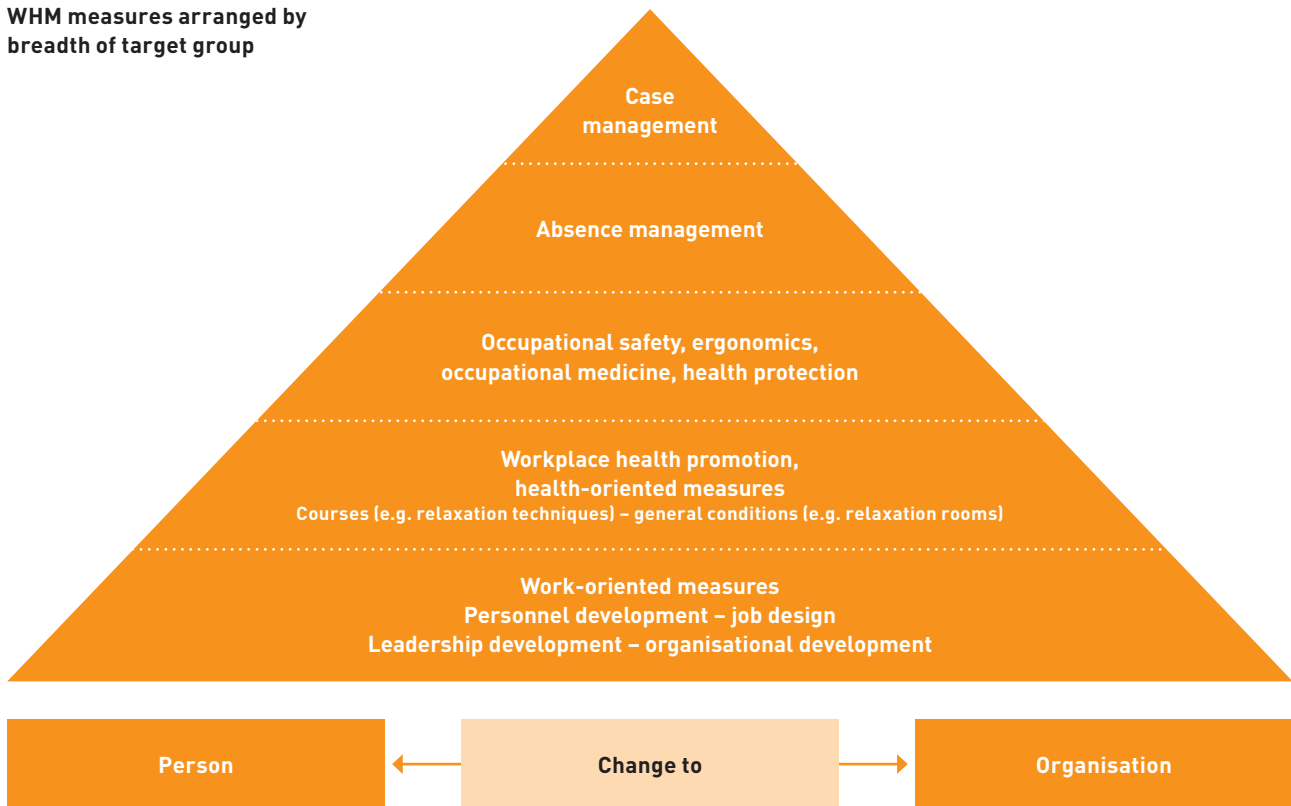 WHM measures arranged by
breadth of target group
Case
management
Absence management
Occupational safety, ergonomics,
occupational medicine, health protection
Workplace health promotion,
health-oriented measures
Courses (e.g. relaxation techniques) – general conditions (e.g. relaxation rooms)
Work-oriented measures
Personnel development – job design
Leadership development – organisational development
Person
Change to
Organisation